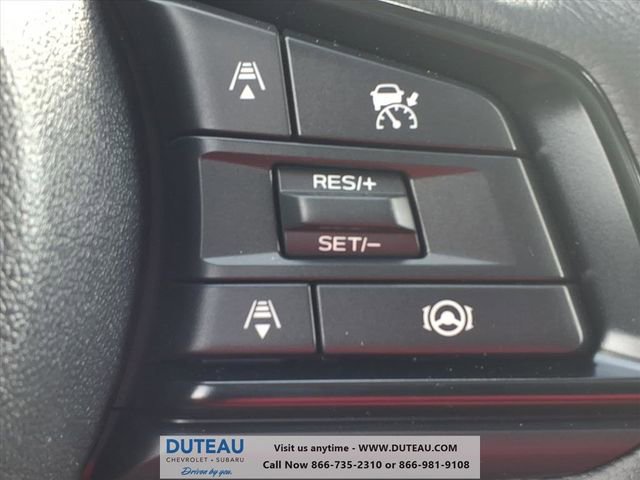 RES/+
SET/−
DUTEAU
CHEVROLET • SUBARU
Driven by you.
Visit us anytime - WWW.DUTEAU.COM
Call Now 866-735-2310 or 866-981-9108